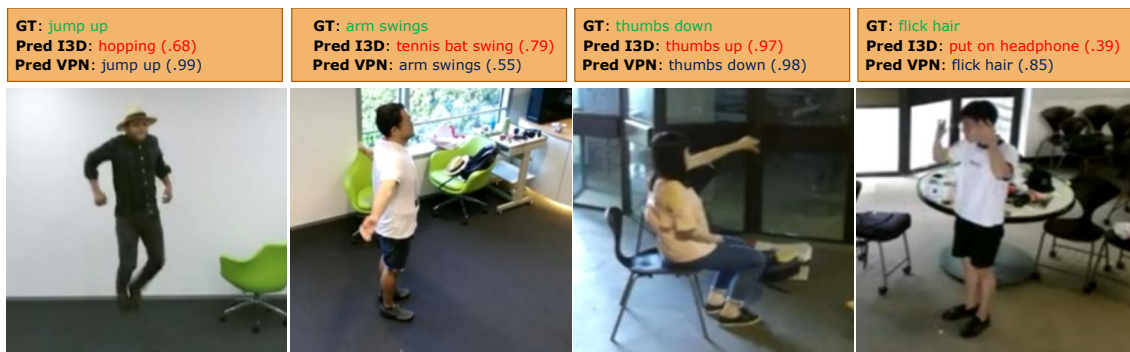 GT: jump up
Pred I3D: hopping (.68)
Pred VPN: jump up (.99)
GT: arm swings
Pred I3D: tennis bat swing (.79)
Pred VPN: arm swings (.55)
GT: thumbs down
Pred I3D: thumbs up (.97)
Pred VPN: thumbs down (.98)
GT: flick hair
Pred I3D: put on headphone (.39)
Pred VPN: flick hair (.85)